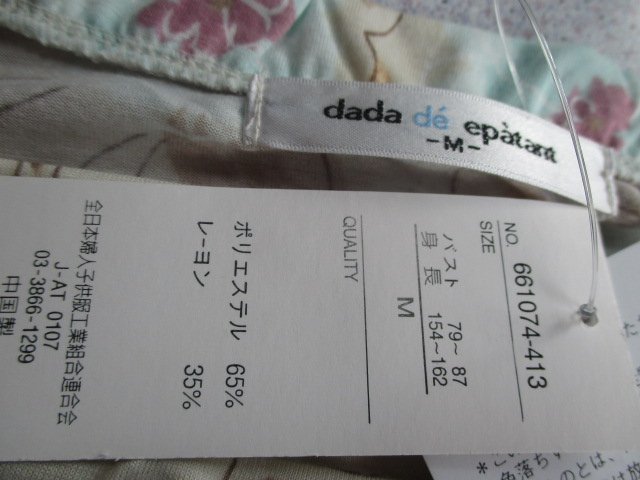 dada dé epàtant
-M-
NO. 661074-413
SIZE
バスト 79~87
身長 154~162
M
QUALITY
ポリエステル 65%
レーヨン 35%
全日本婦人子供服工業組合連合会
J-AT 0107
03-3866-1299
中国製